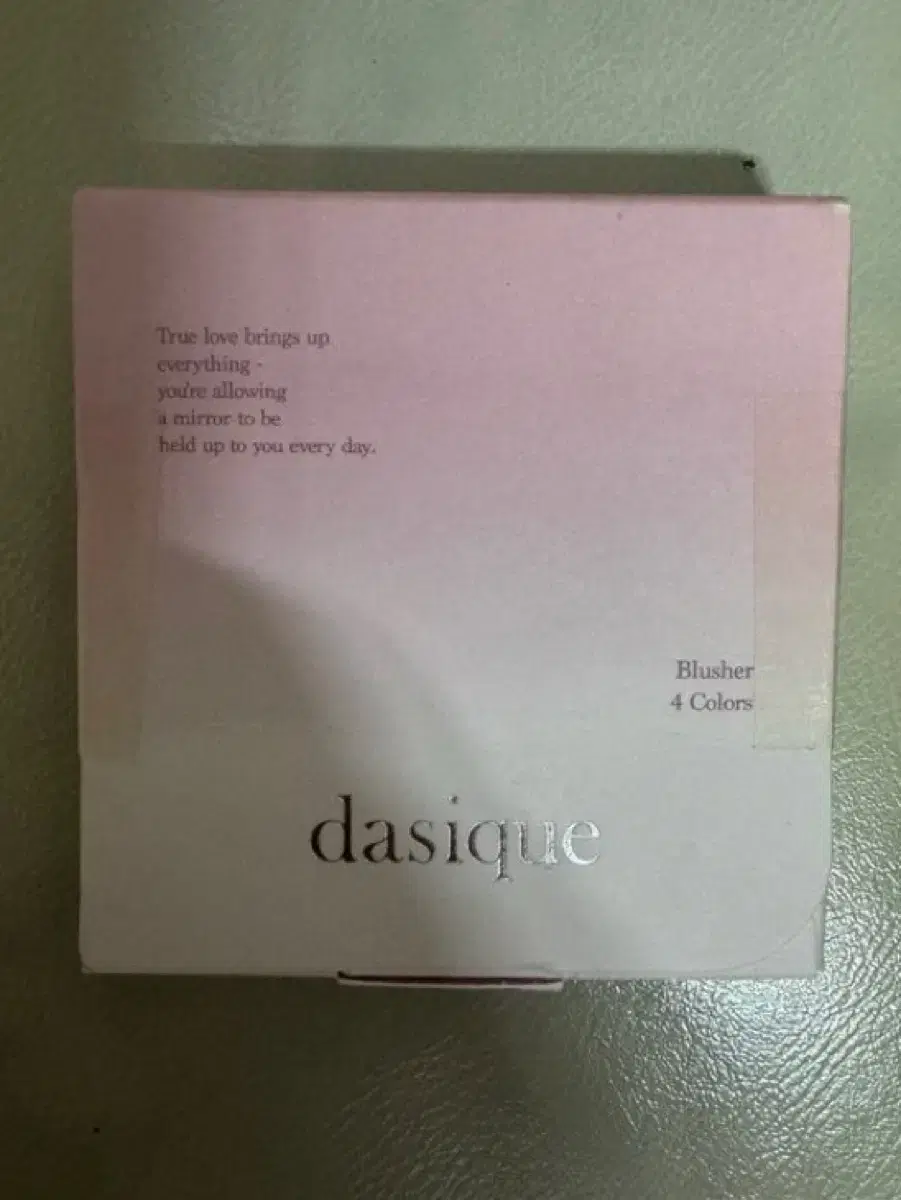 True love brings up
everything -
you're allowing
a mirror to be
held up to you every day.
Blusher
4 Colors
dasique